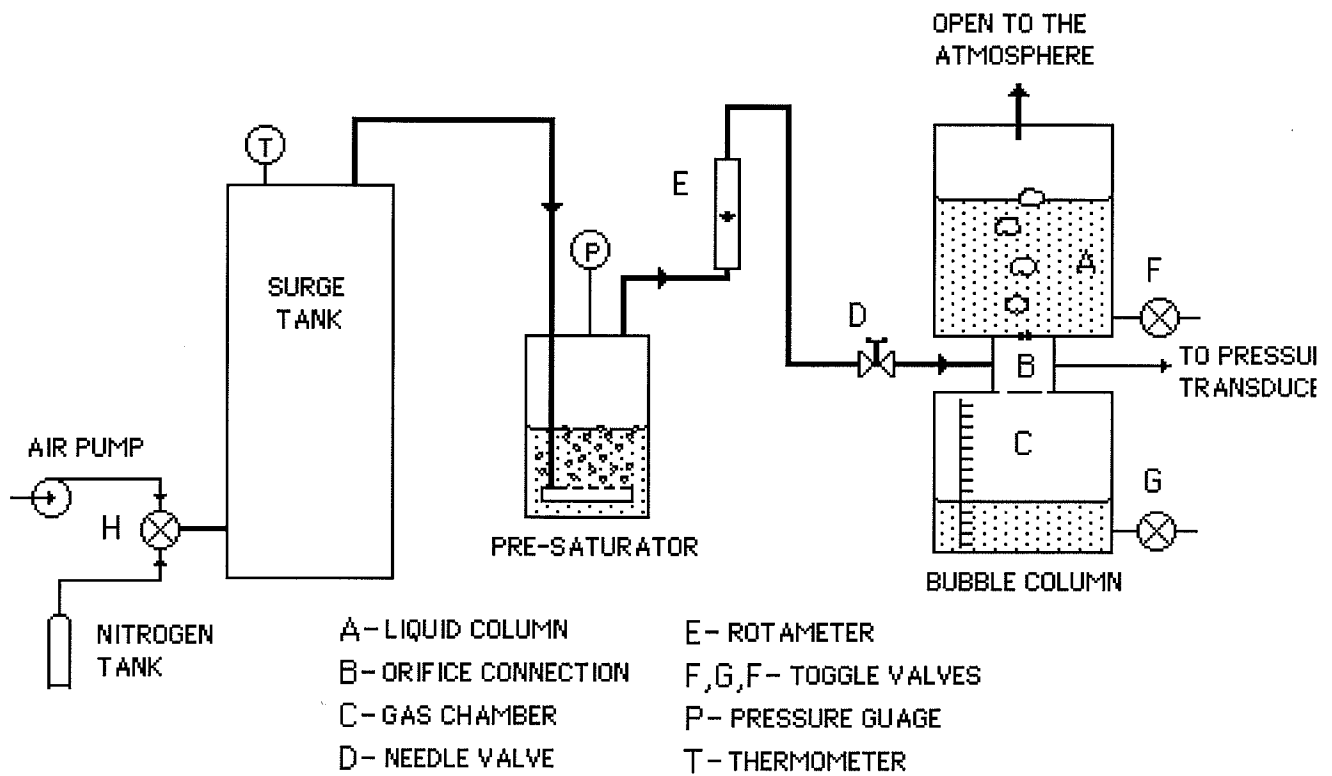 OPEN TO THE
ATMOSPHERE
T
E
P
SURGE
TANK
A
F
D
B
TO PRESSU
TRANSDUCE
C
AIR PUMP
H
G
PRE-SATURATOR
BUBBLE COLUMN
NITROGEN
TANK
A-LIQUID COLUMN
B-ORIFICE CONNECTION
C-GAS CHAMBER
D-NEEDLE VALVE
E-ROTAMETER
F,G,F-TOGGLE VALVES
P-PRESSURE GUAGE
T-THERMOMETER